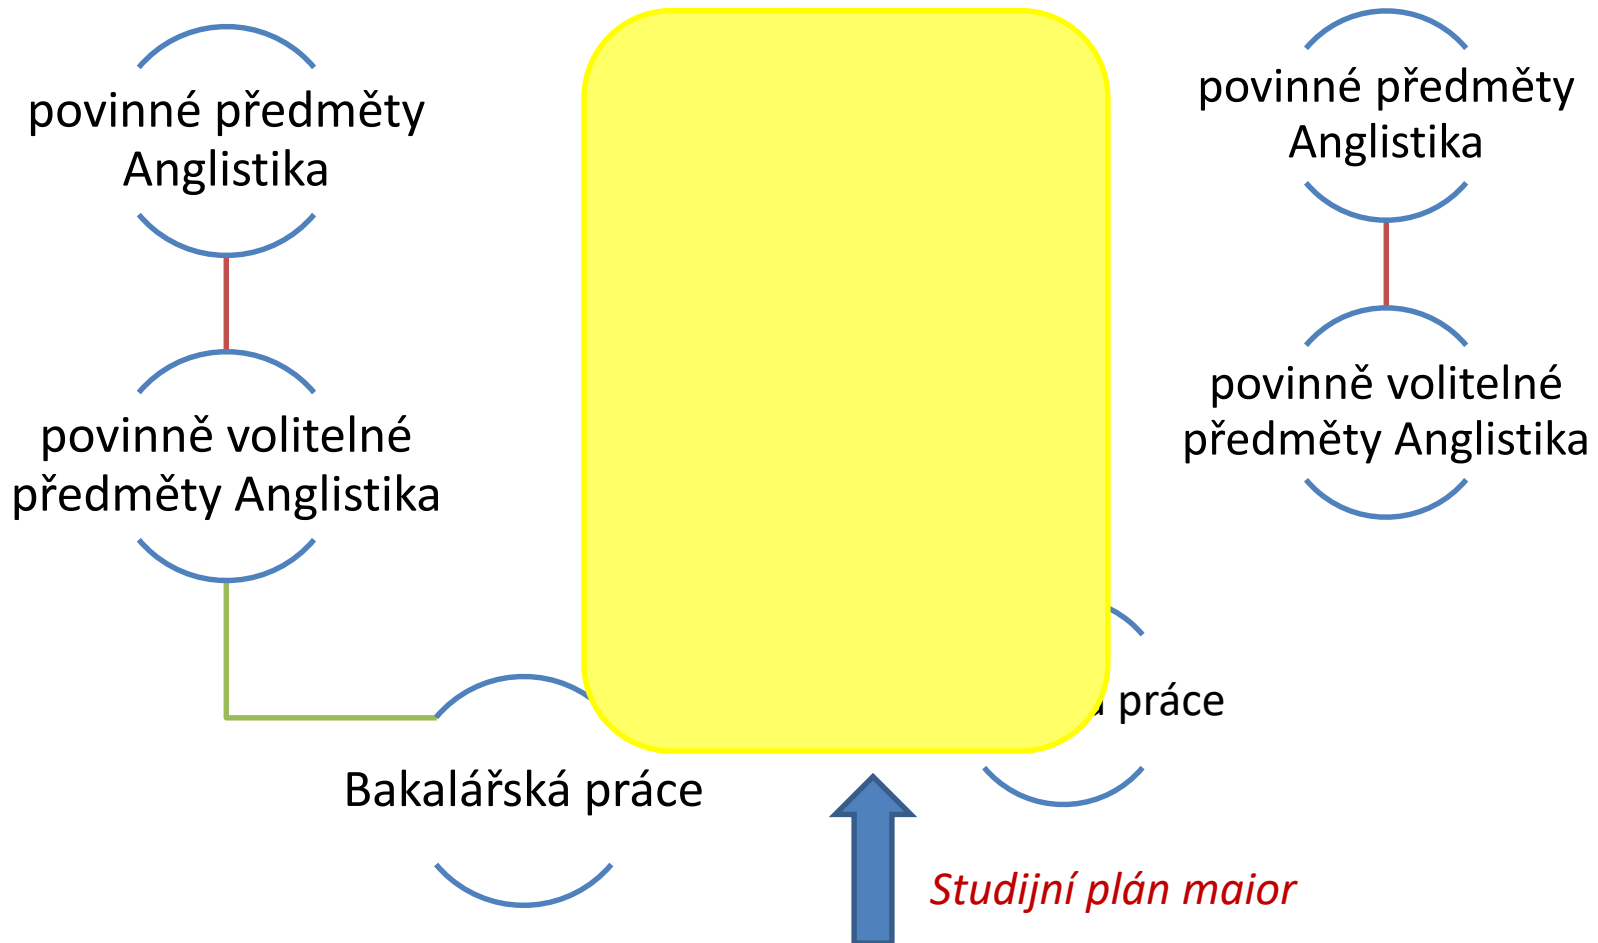 povinné předměty
Anglistika
povinně volitelné
předměty Anglistika
Bakalářská práce
povinné předměty
Anglistika
povinně volitelné
předměty Anglistika
práce
Studijní plán maior